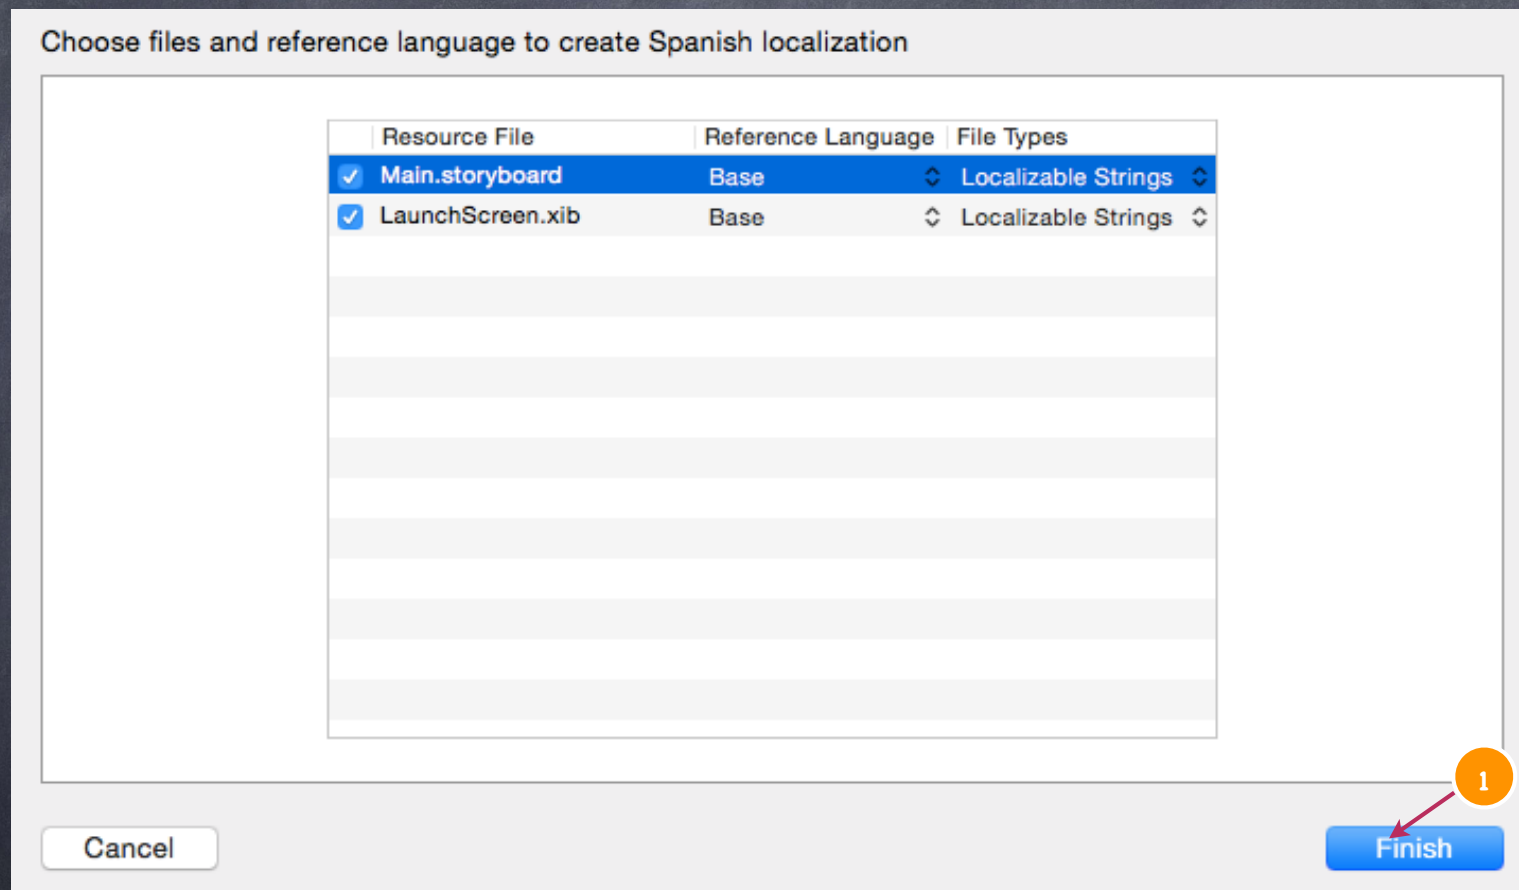 Choose files and reference language to create Spanish localization
Resource File Reference Language File Types
Main.storyboard Base Localizable Strings
LaunchScreen.xib Base Localizable Strings
1
Cancel Finish